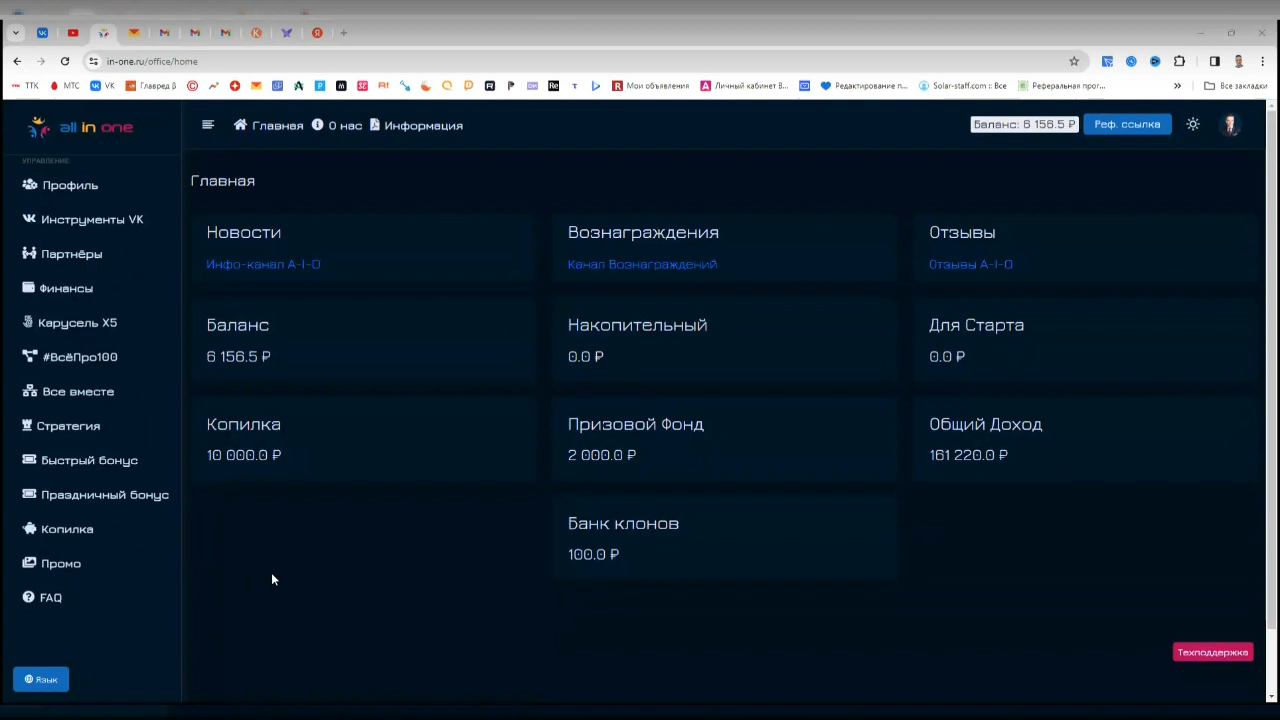 in-one.ru/office/home
ТТК МТС VK Главред β Мои объявления Личный кабинет В... Редактирование п... Solar-staff.com :: Все Реферальная прог... Все закладки
all in one
Главная О нас Информация
Баланс: 6 156.5 ₽ Реф. ссылка
УПРАВЛЕНИЕ
Профиль
Инструменты VK
Партнёры
Финансы
Карусель X5
#ВсёПро100
Все вместе
Стратегия
Быстрый бонус
Праздничный бонус
Копилка
Промо
FAQ
Язык
Главная
Новости
Инфо-канал A-I-O
Вознаграждения
Канал Вознаграждений
Отзывы
Отзывы A-I-O
Баланс
6 156.5 ₽
Накопительный
0.0 ₽
Для Старта
0.0 ₽
Копилка
10 000.0 ₽
Призовой Фонд
2 000.0 ₽
Общий Доход
161 220.0 ₽
Банк клонов
100.0 ₽
Техподдержка